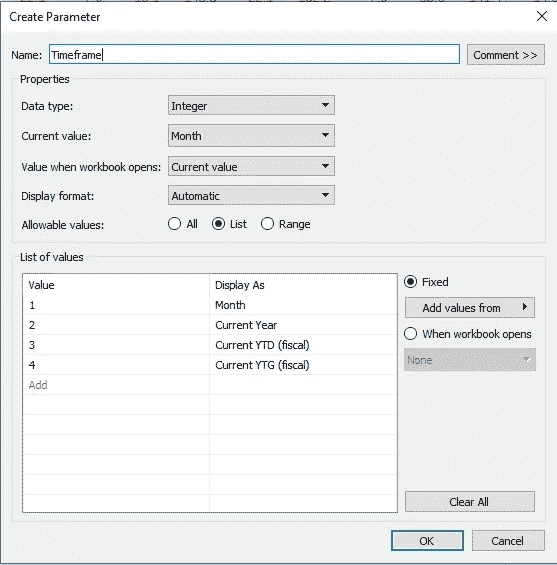 Create Parameter
Name: Timeframe Comment >>
Properties
Data type: Integer
Current value: Month
Value when workbook opens: Current value
Display format: Automatic
Allowable values: All List Range
List of values
Value Display As
1 Month
2 Current Year
3 Current YTD (fiscal)
4 Current YTG (fiscal)
Add
Fixed
Add values from
When workbook opens
None
Clear All
OK Cancel